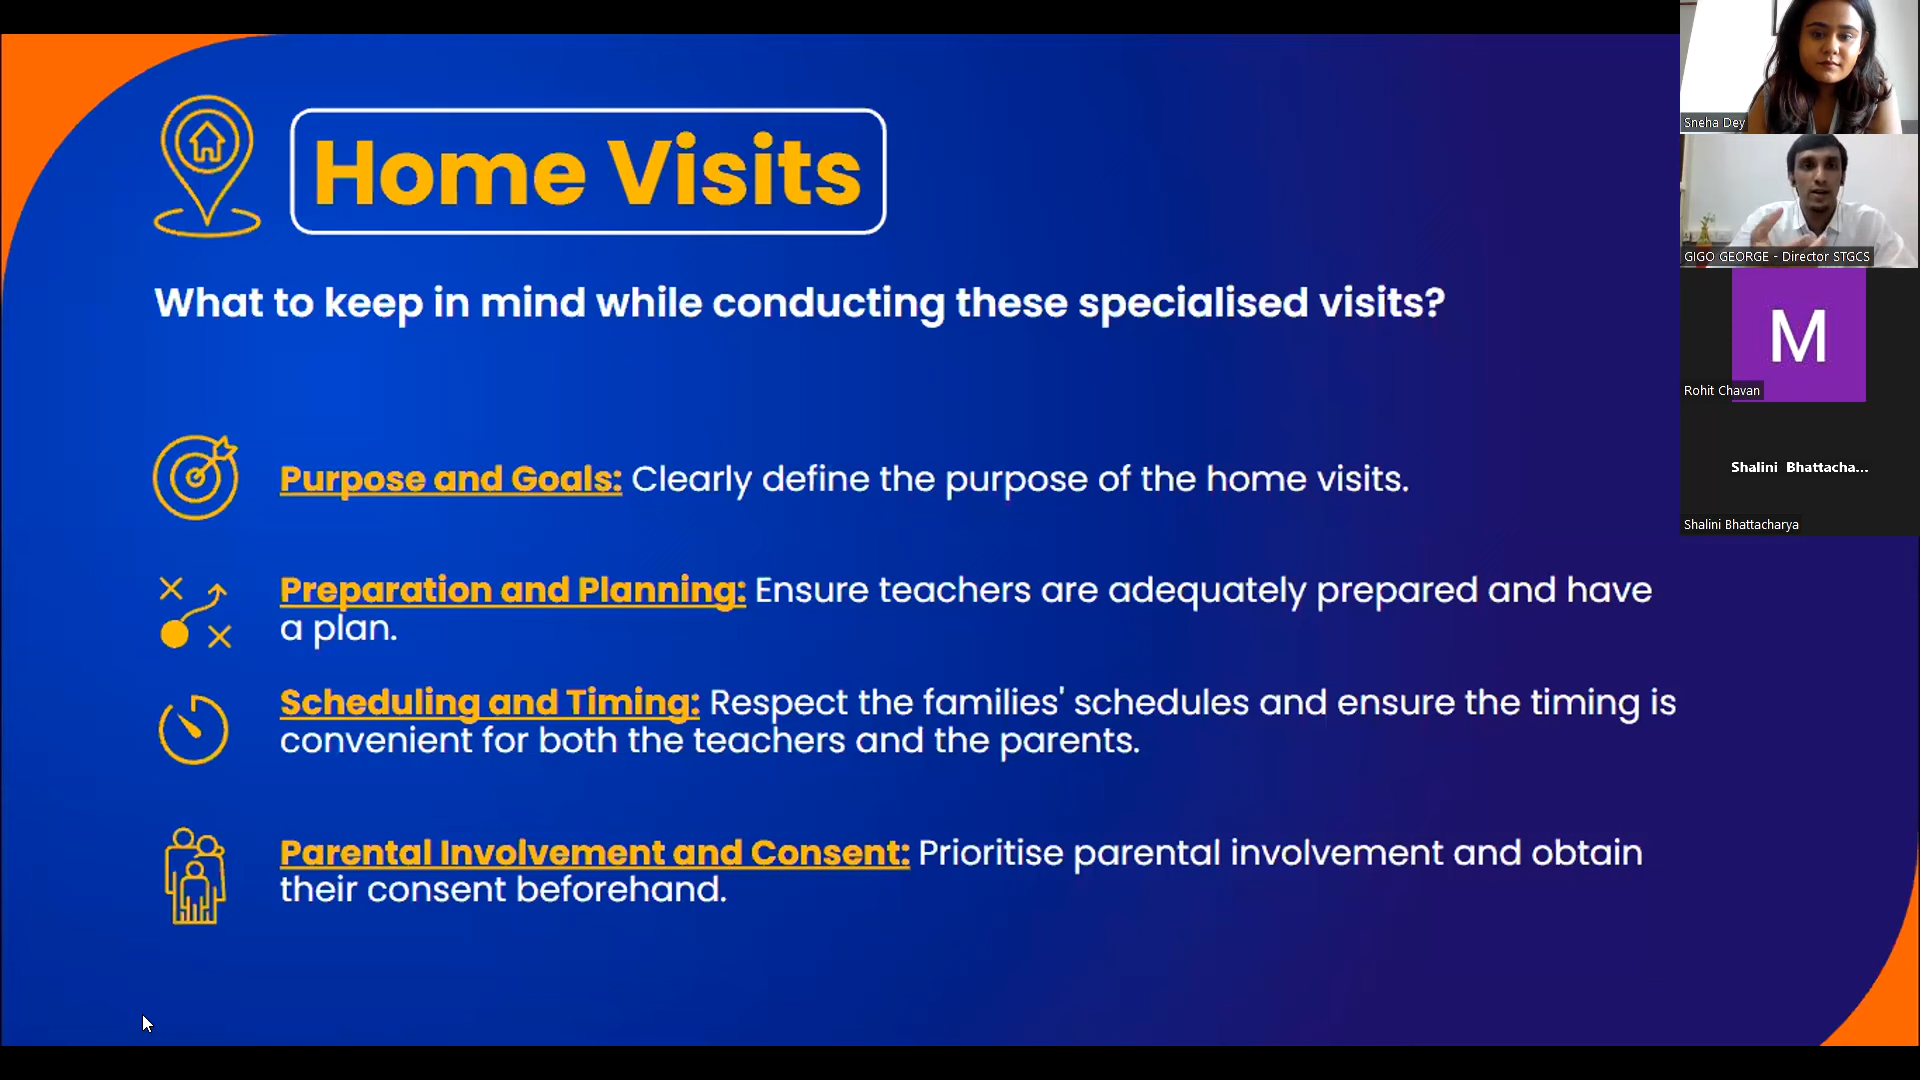 Home Visits
What to keep in mind while conducting these specialised visits?
Purpose and Goals: Clearly define the purpose of the home visits.
Preparation and Planning: Ensure teachers are adequately prepared and have
a plan.
Scheduling and Timing: Respect the families' schedules and ensure the timing is
convenient for both the teachers and the parents.
Parental Involvement and Consent: Prioritise parental involvement and obtain
their consent beforehand.
Sneha Dey
GIGO GEORGE - Director STGCS
M
Rohit Chavan
Shalini Bhattacha...
Shalini Bhattacharya